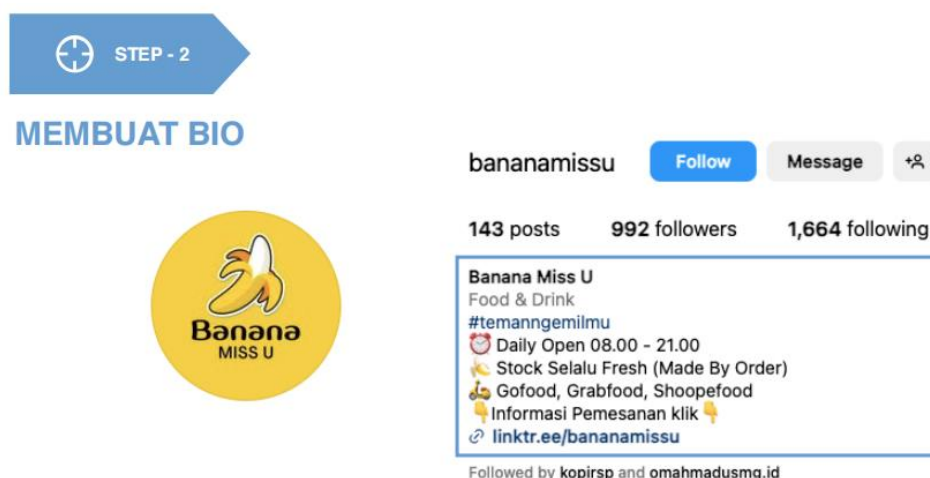 STEP - 2
MEMBUAT BIO
Banana
MISS U
bananamissu Follow Message
143 posts 992 followers 1,664 following
Banana Miss U
Food & Drink
#temanngemilmu
⏰ Daily Open 08.00 - 21.00
🍌 Stock Selalu Fresh (Made By Order)
🛵 Gofood, Grabfood, Shoopefood
👇Informasi Pemesanan klik👇
linktr.ee/bananamissu
Followed by kopirsp and omahmadusmg.id